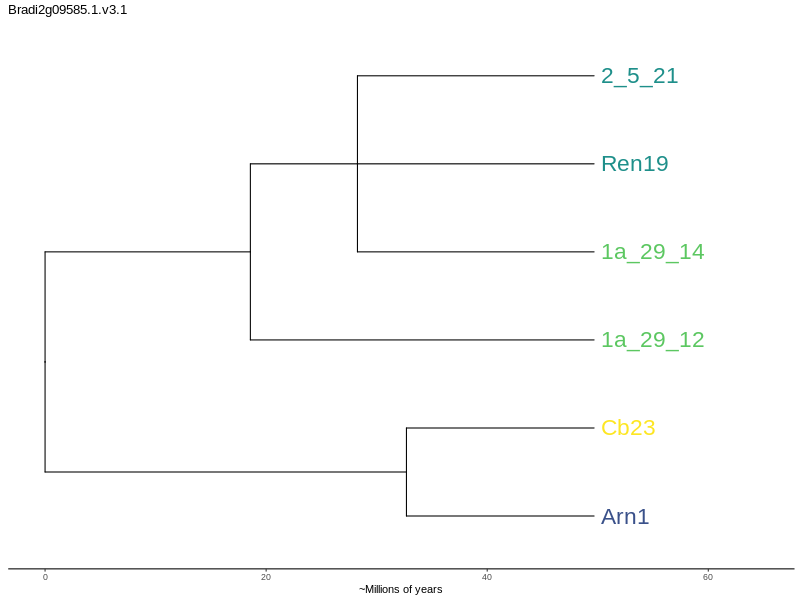 Bradi2g09585.1.v3.1
2_5_21
Ren19
1a_29_14
1a_29_12
Cb23
Arn1
0 20 40 60
~Millions of years